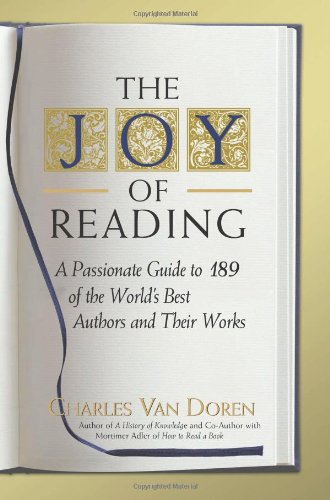 THE
JOY
OF
READING
A Passionate Guide to 189
of the World's Best
Authors and Their Works
CHARLES VAN DOREN
Author of A History of Knowledge and Co-Author with
Mortimer Adler of How to Read a Book